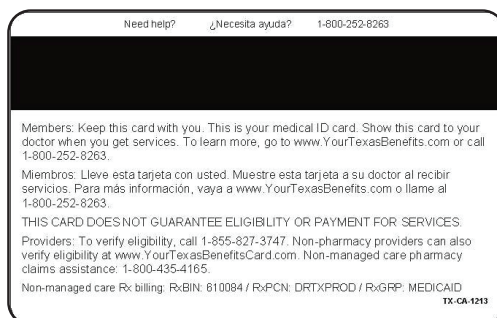 Need help? ¿Necesita ayuda? 1-800-252-8263
Members: Keep this card with you. This is your medical ID card. Show this card to your
doctor when you get services. To learn more, go to www.YourTexasBenefits.com or call
1-800-252-8263.
Miembros: Lleve esta tarjeta con usted. Muestre esta tarjeta a su doctor al recibir
servicios. Para más información, vaya a www.YourTexasBenefits.com o llame al
1-800-252-8263.
THIS CARD DOES NOT GUARANTEE ELIGIBILITY OR PAYMENT FOR SERVICES.
Providers: To verify eligibility, call 1-855-827-3747. Non-pharmacy providers can also
verify eligibility at www.YourTexasBenefitsCard.com. Non-managed care pharmacy
claims assistance: 1-800-435-4165.
Non-managed care Rx billing: RxBIN: 610084 / RxPCN: DRTXPROD / RxGRP: MEDICAID
TX-CA-1213